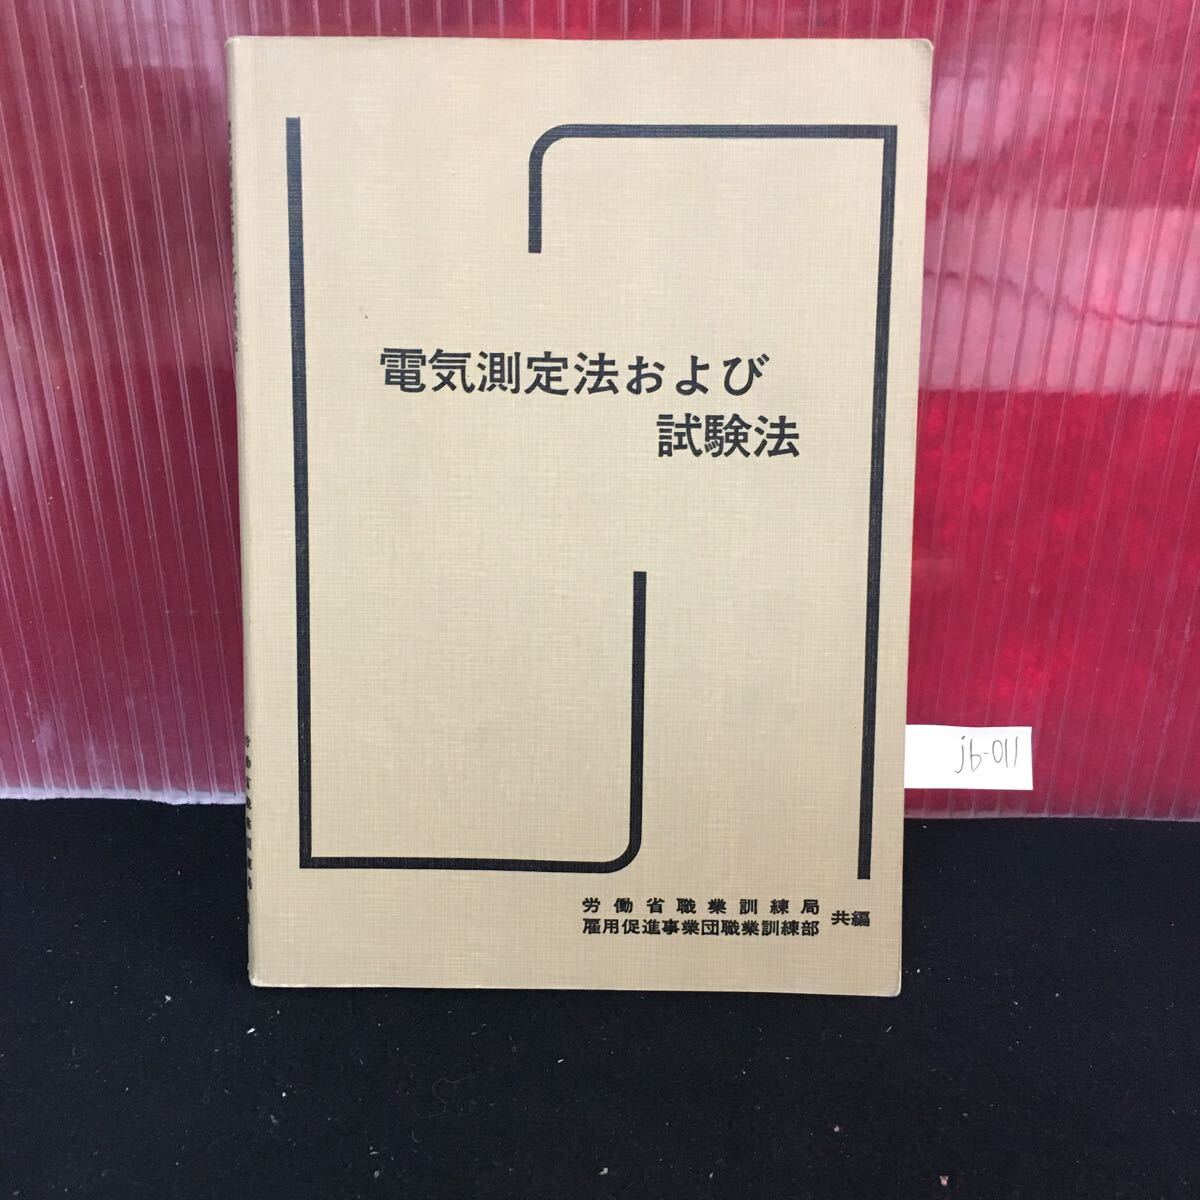 電気測定法および
試験法
労働省職業訓練局
雇用促進事業団職業訓練部
共編
jb-011